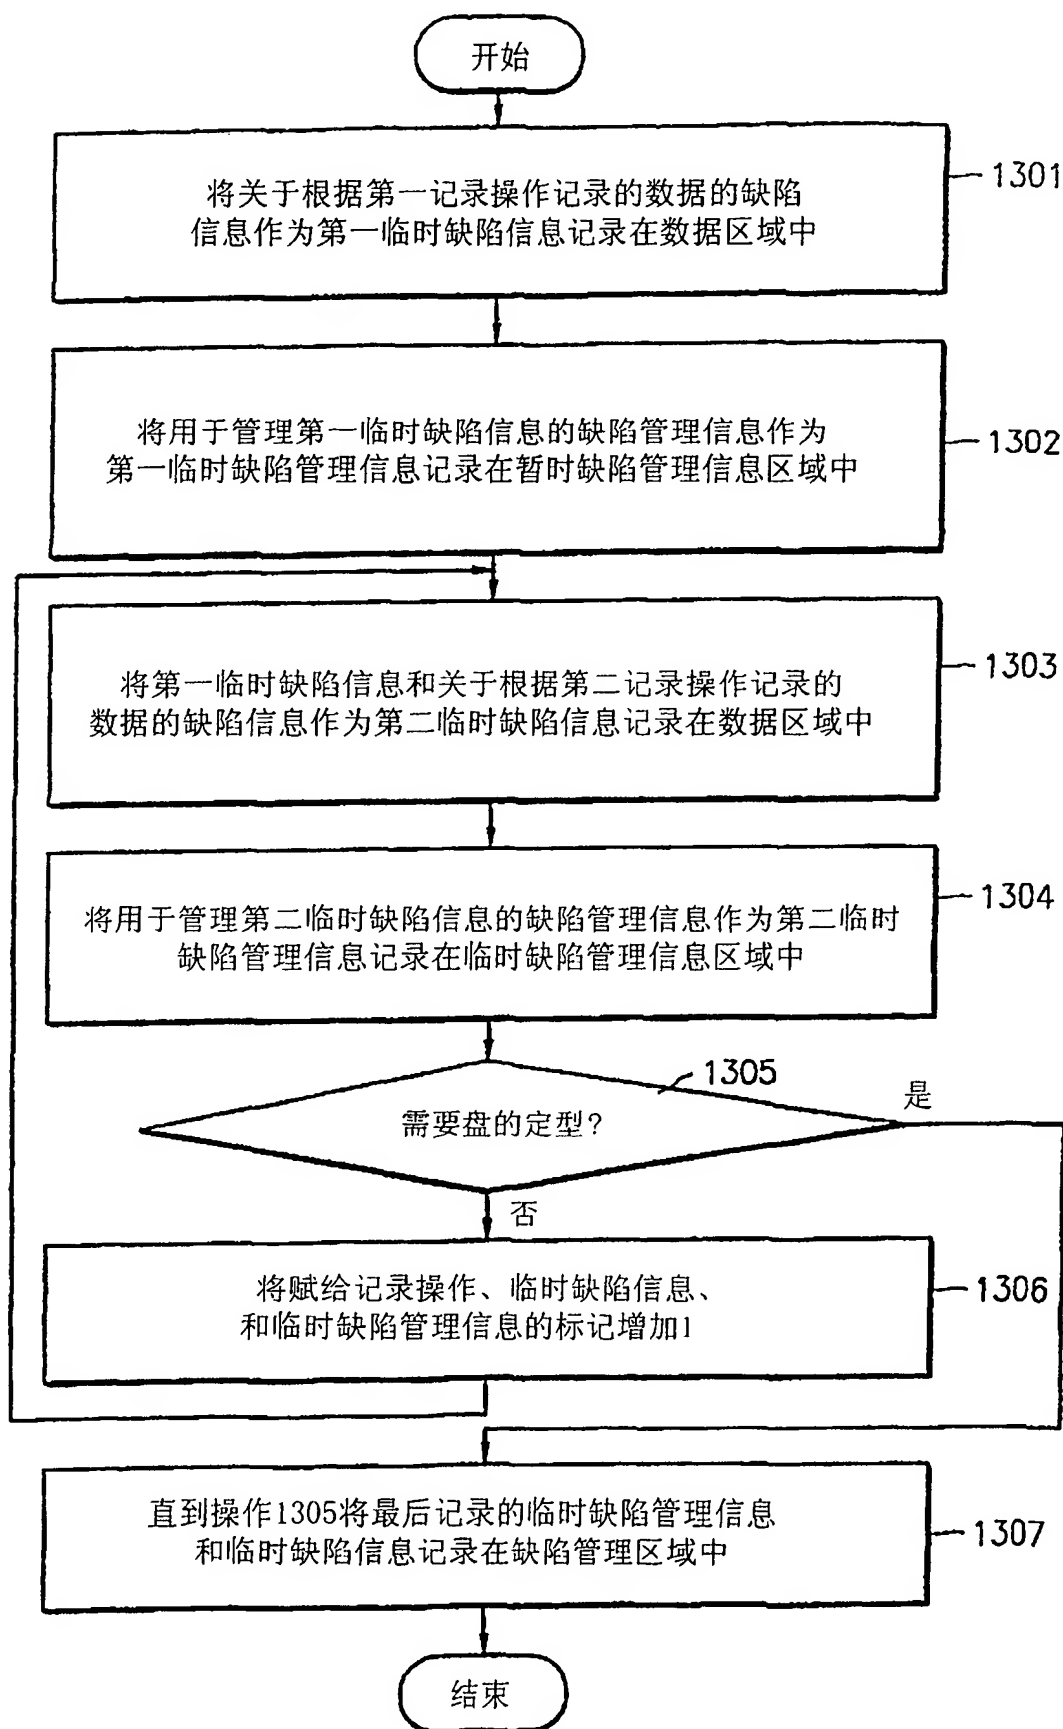 开始
将关于根据第一记录操作记录的数据的缺陷
信息作为第一临时缺陷信息记录在数据区域中
1301
将用于管理第一临时缺陷信息的缺陷管理信息作为
第一临时缺陷管理信息记录在暂时缺陷管理信息区域中
1302
将第一临时缺陷信息和关于根据第二记录操作记录的
数据的缺陷信息作为第二临时缺陷信息记录在数据区域中
1303
将用于管理第二临时缺陷信息的缺陷管理信息作为第二临时
缺陷管理信息记录在临时缺陷管理信息区域中
1304
1305
需要盘的定型?
是
否
将赋给记录操作、临时缺陷信息、
和临时缺陷管理信息的标记增加1
1306
直到操作1305将最后记录的临时缺陷管理信息
和临时缺陷信息记录在缺陷管理区域中
1307
结束